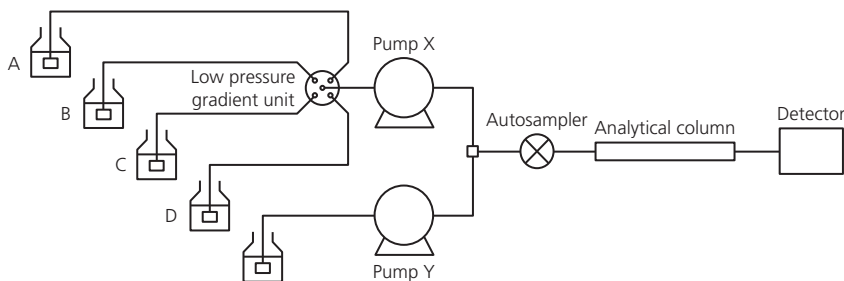 Pump X
A
Low pressure
gradient unit
B
Autosampler
Analytical column
Detector
C
D
Pump Y